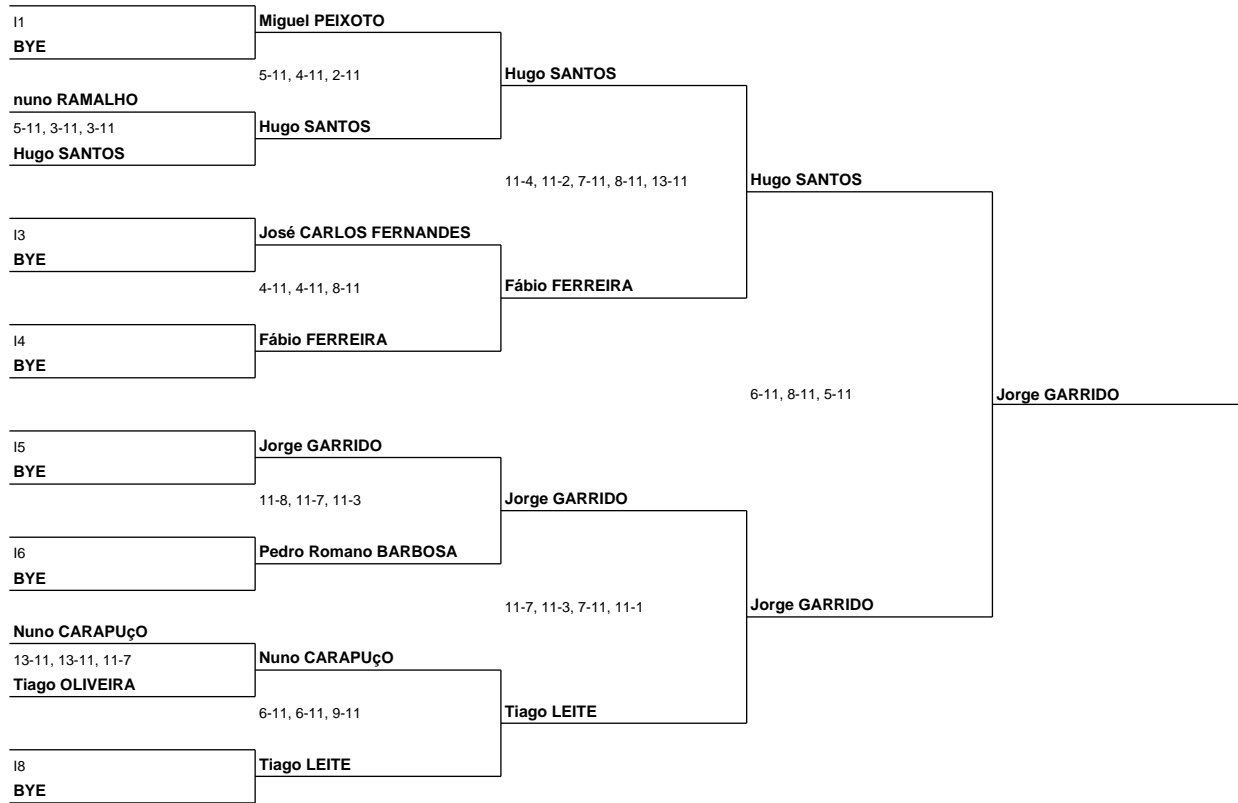 I1
BYE
Miguel PEIXOTO
5-11, 4-11, 2-11
nuno RAMALHO
5-11, 3-11, 3-11
Hugo SANTOS
Hugo SANTOS
Hugo SANTOS
11-4, 11-2, 7-11, 8-11, 13-11
Hugo SANTOS
I3
BYE
José CARLOS FERNANDES
4-11, 4-11, 8-11
Fábio FERREIRA
I4
BYE
Fábio FERREIRA
6-11, 8-11, 5-11
Jorge GARRIDO
I5
BYE
Jorge GARRIDO
11-8, 11-7, 11-3
Jorge GARRIDO
I6
BYE
Pedro Romano BARBOSA
11-7, 11-3, 7-11, 11-1
Jorge GARRIDO
Nuno CARAPUçO
13-11, 13-11, 11-7
Tiago OLIVEIRA
Nuno CARAPUçO
6-11, 6-11, 9-11
Tiago LEITE
I8
BYE
Tiago LEITE